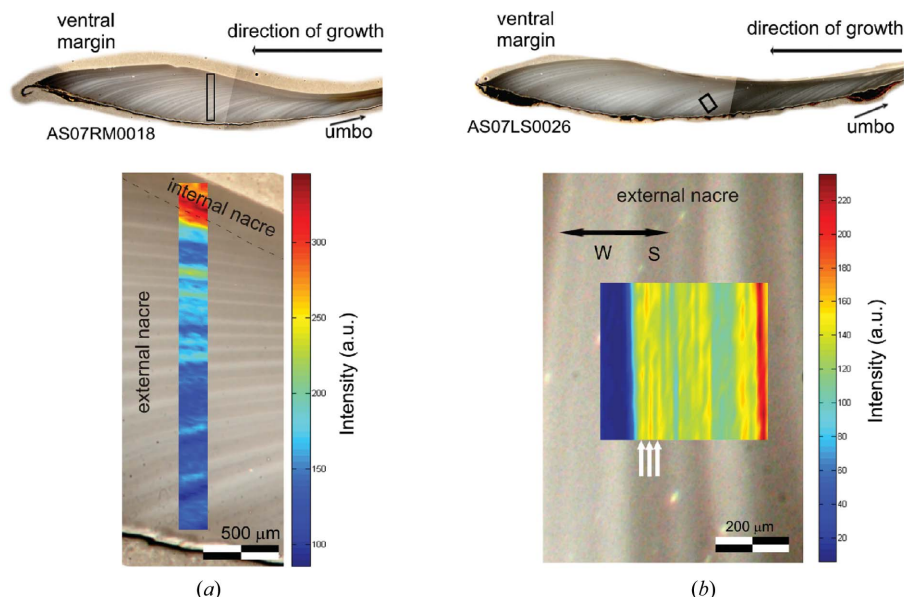 ventral
margin
direction of growth
AS07RM0018
umbo
internal nacre
external nacre
500 μm
300
250
200
150
100
Intensity (a.u.)
(a)
ventral
margin
direction of growth
AS07LS0026
umbo
external nacre
W S
200 μm
220
200
180
160
140
120
100
80
60
40
20
Intensity (a.u.)
(b)